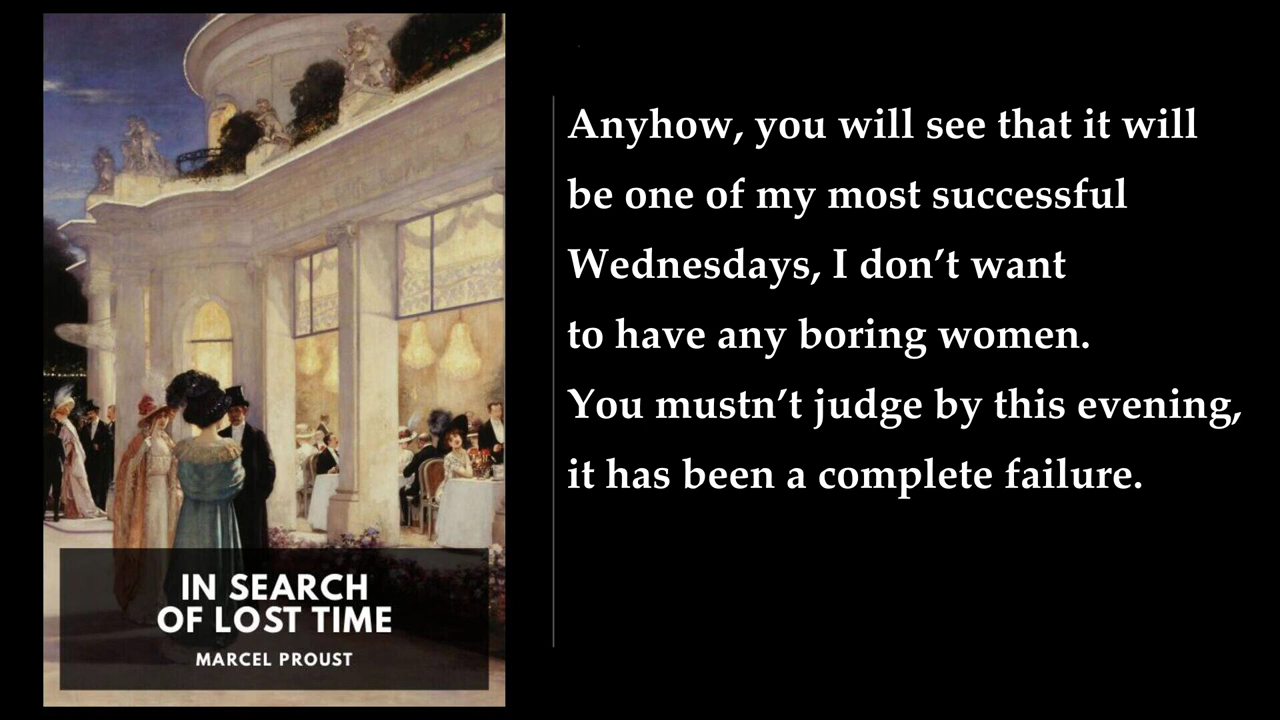 IN SEARCH
OF LOST TIME
MARCEL PROUST
Anyhow, you will see that it will
be one of my most successful
Wednesdays, I don’t want
to have any boring women.
You mustn’t judge by this evening,
it has been a complete failure.